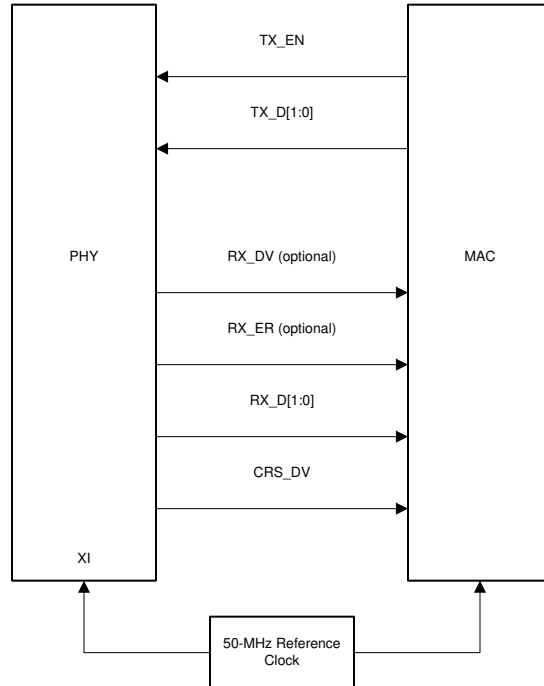 TX_EN
TX_D[1:0]
PHY
RX_DV (optional)
MAC
RX_ER (optional)
RX_D[1:0]
CRS_DV
XI
50-MHz Reference
Clock